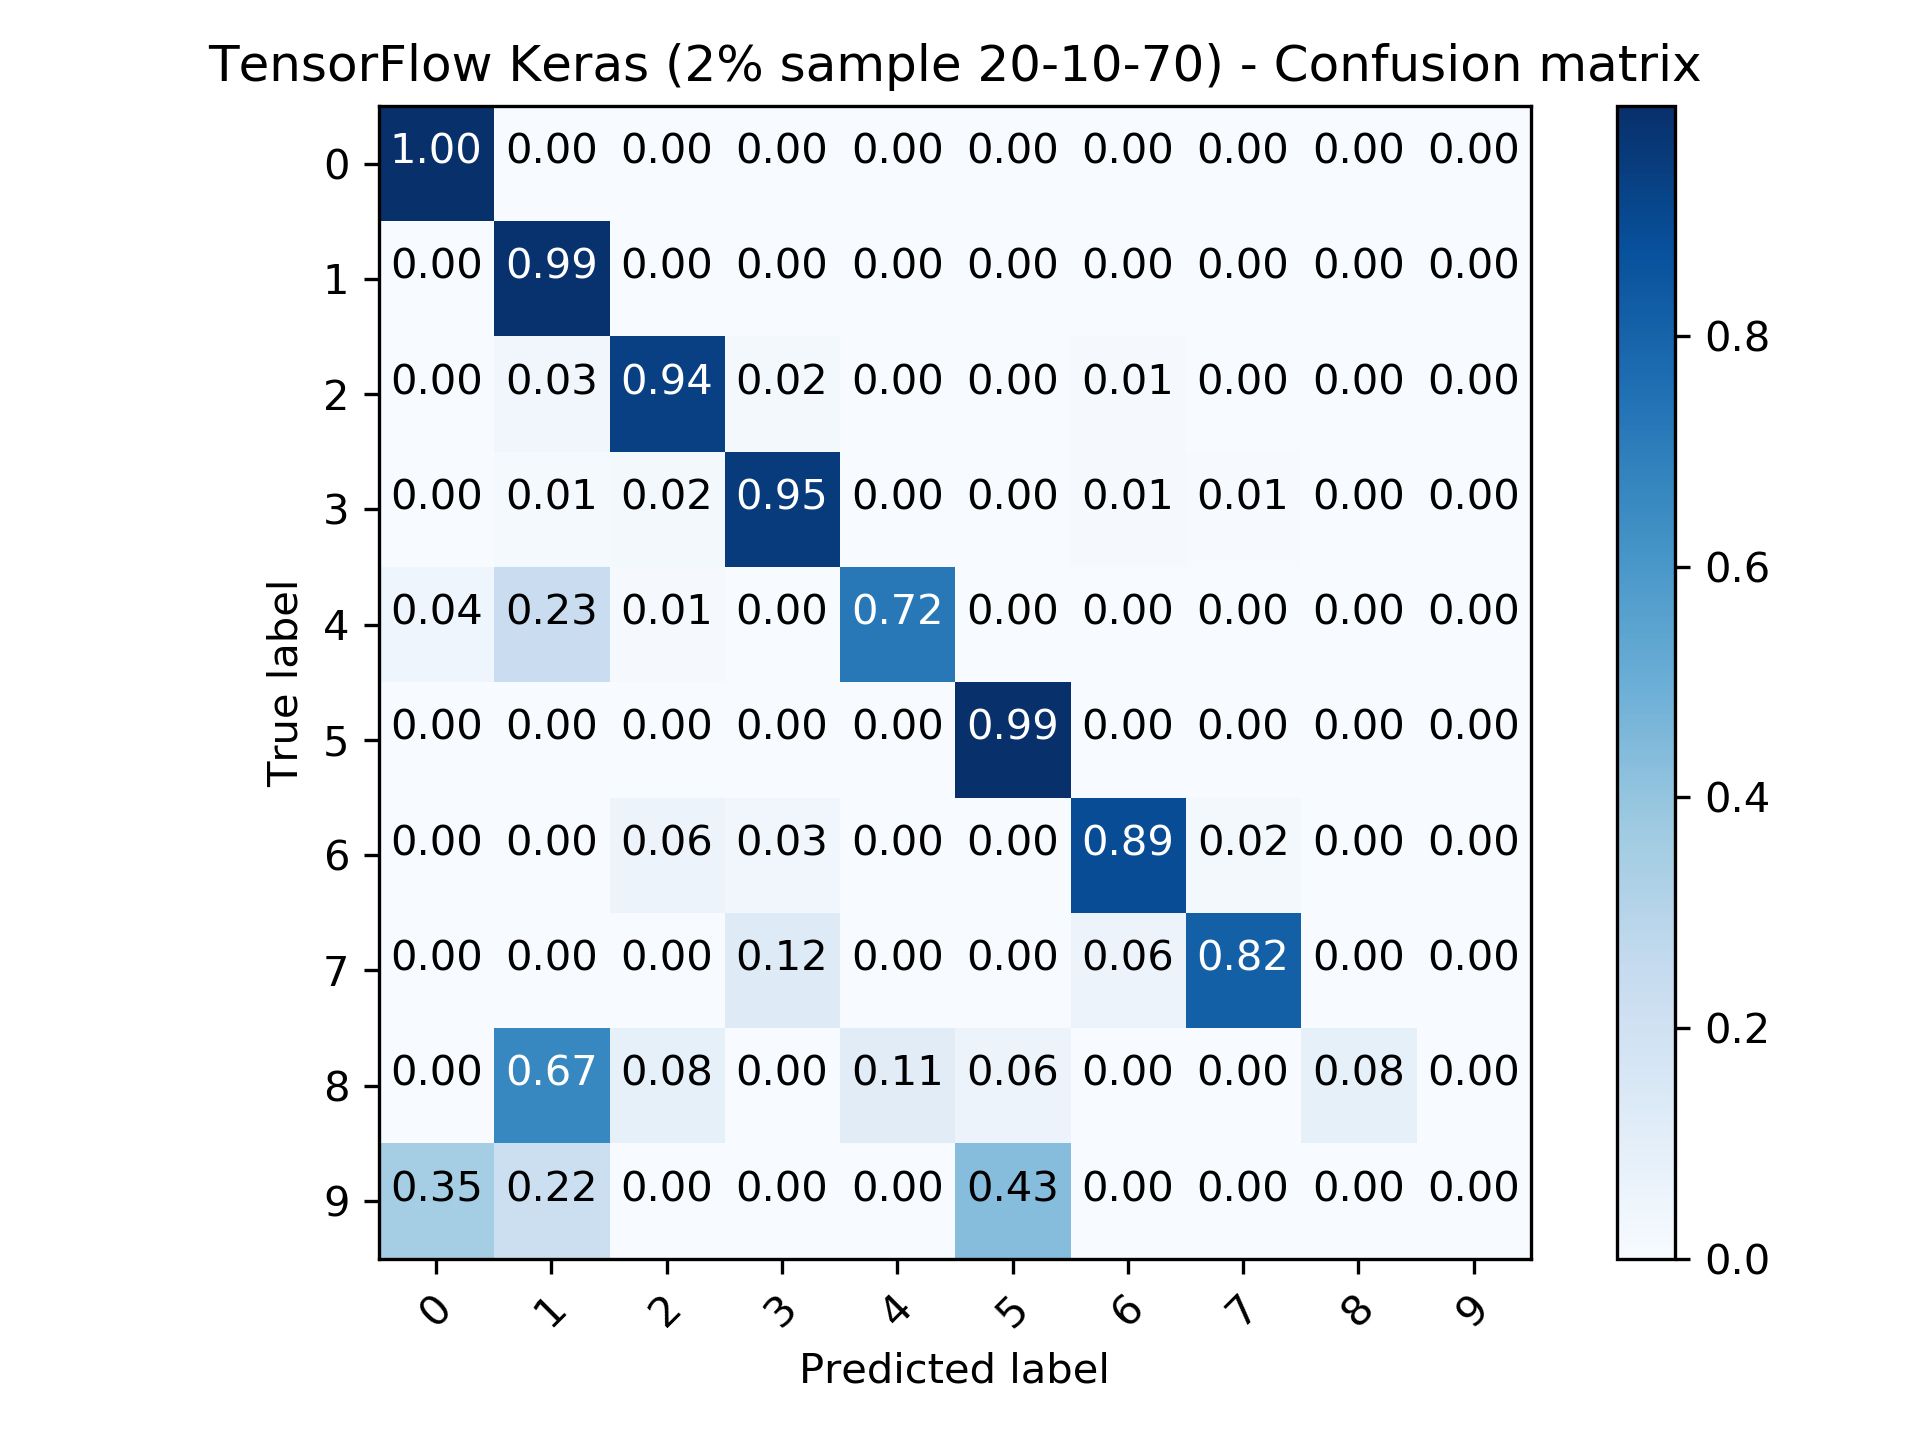 TensorFlow Keras (2% sample 20-10-70) - Confusion matrix
0 1.00 0.00 0.00 0.00 0.00 0.00 0.00 0.00 0.00 0.00
1 0.00 0.99 0.00 0.00 0.00 0.00 0.00 0.00 0.00 0.00
2 0.00 0.03 0.94 0.02 0.00 0.00 0.01 0.00 0.00 0.00
3 0.00 0.01 0.02 0.95 0.00 0.00 0.01 0.01 0.00 0.00
4 0.04 0.23 0.01 0.00 0.72 0.00 0.00 0.00 0.00 0.00
5 0.00 0.00 0.00 0.00 0.00 0.99 0.00 0.00 0.00 0.00
6 0.00 0.00 0.06 0.03 0.00 0.00 0.89 0.02 0.00 0.00
7 0.00 0.00 0.00 0.12 0.00 0.00 0.06 0.82 0.00 0.00
8 0.00 0.67 0.08 0.00 0.11 0.06 0.00 0.00 0.08 0.00
9 0.35 0.22 0.00 0.00 0.00 0.43 0.00 0.00 0.00 0.00
0 1 2 3 4 5 6 7 8 9
True label
Predicted label
0.8
0.6
0.4
0.2
0.0